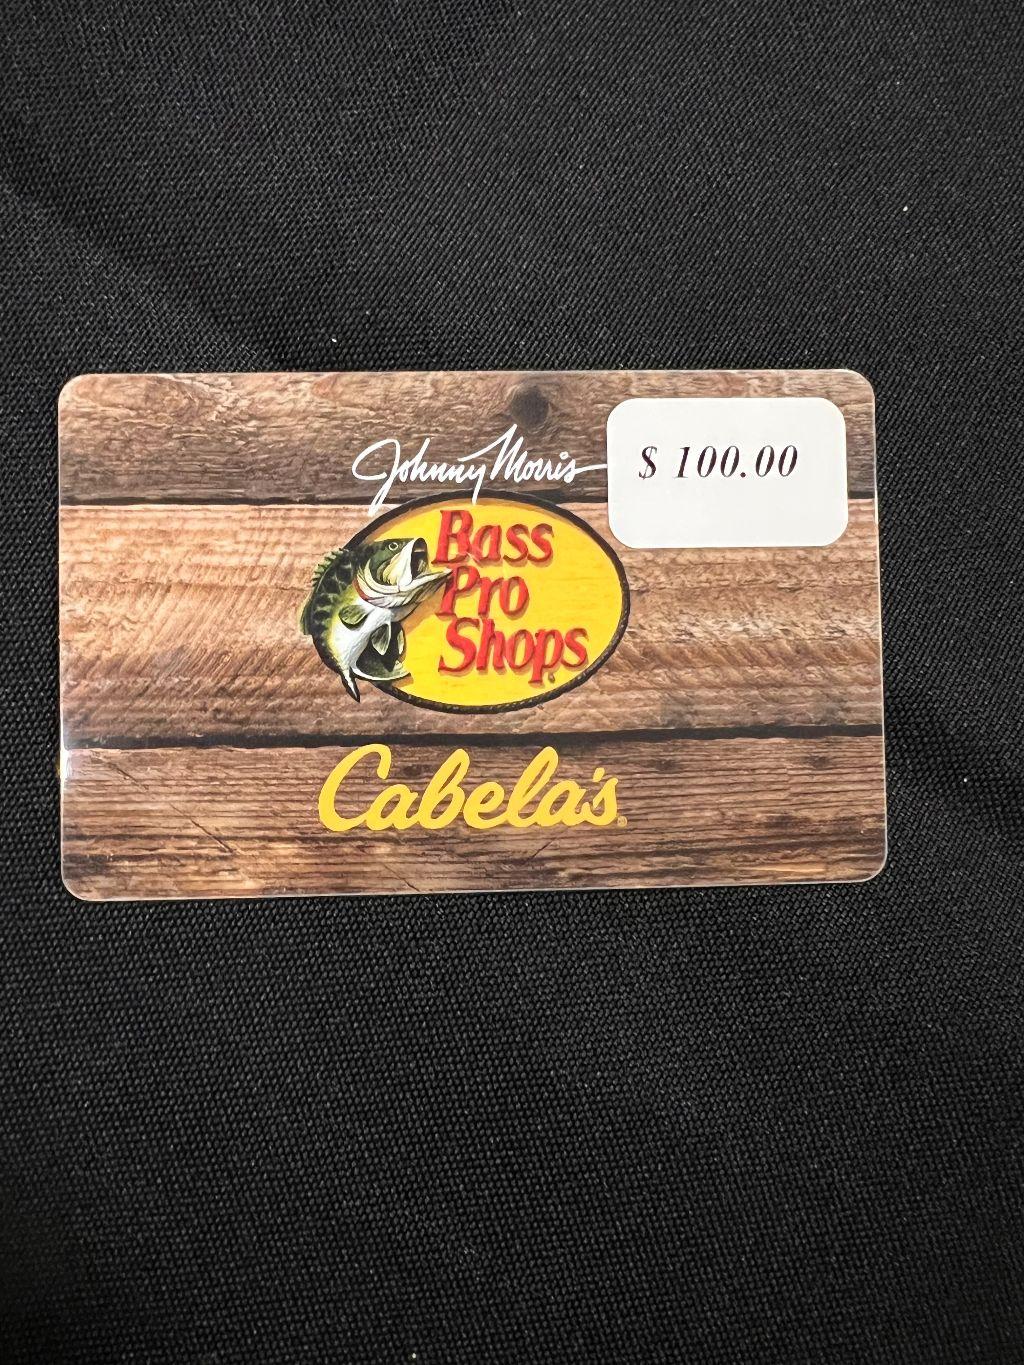 Johnny Morris
$ 100.00
Bass
Pro
Shops
Cabela's